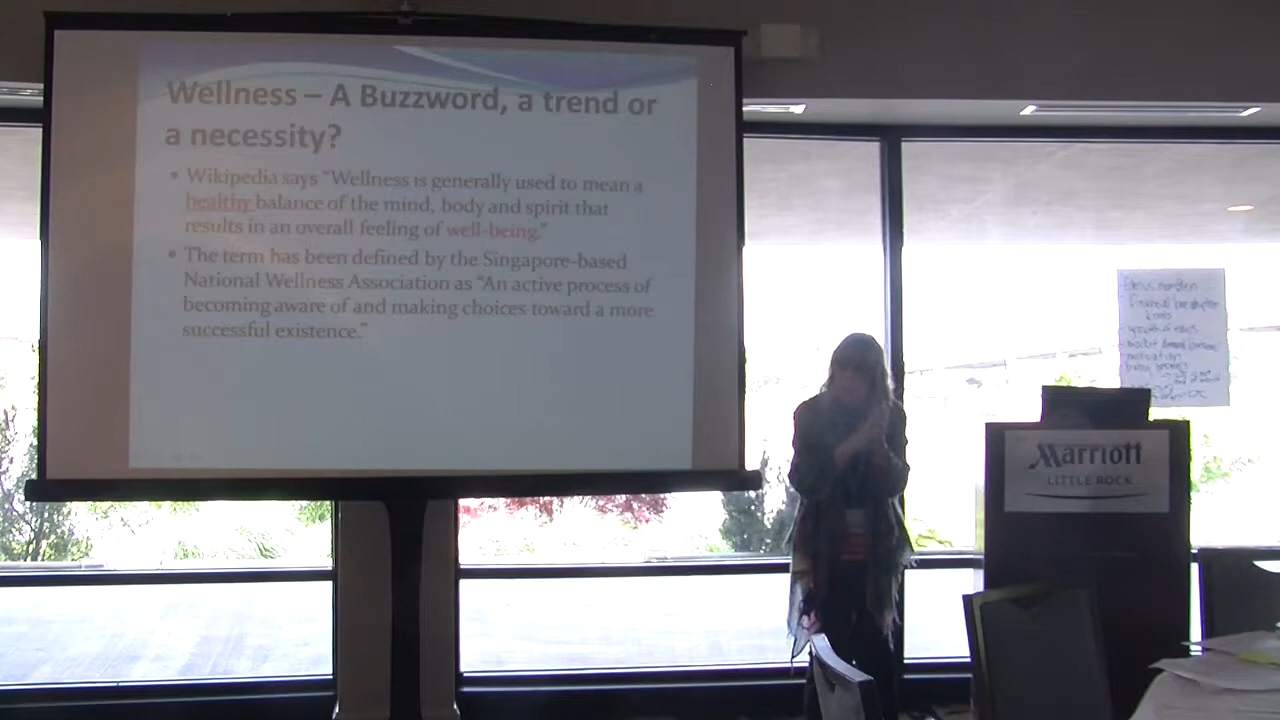 Wellness – A Buzzword, a trend or
a necessity?
• Wikipedia says “Wellness is generally used to mean a
healthy balance of the mind, body and spirit that
results in an overall feeling of well-being.”
• The term has been defined by the Singapore-based
National Wellness Association as “An active process of
becoming aware of and making choices toward a more
successful existence.”
motivation
Marriott
LITTLE ROCK